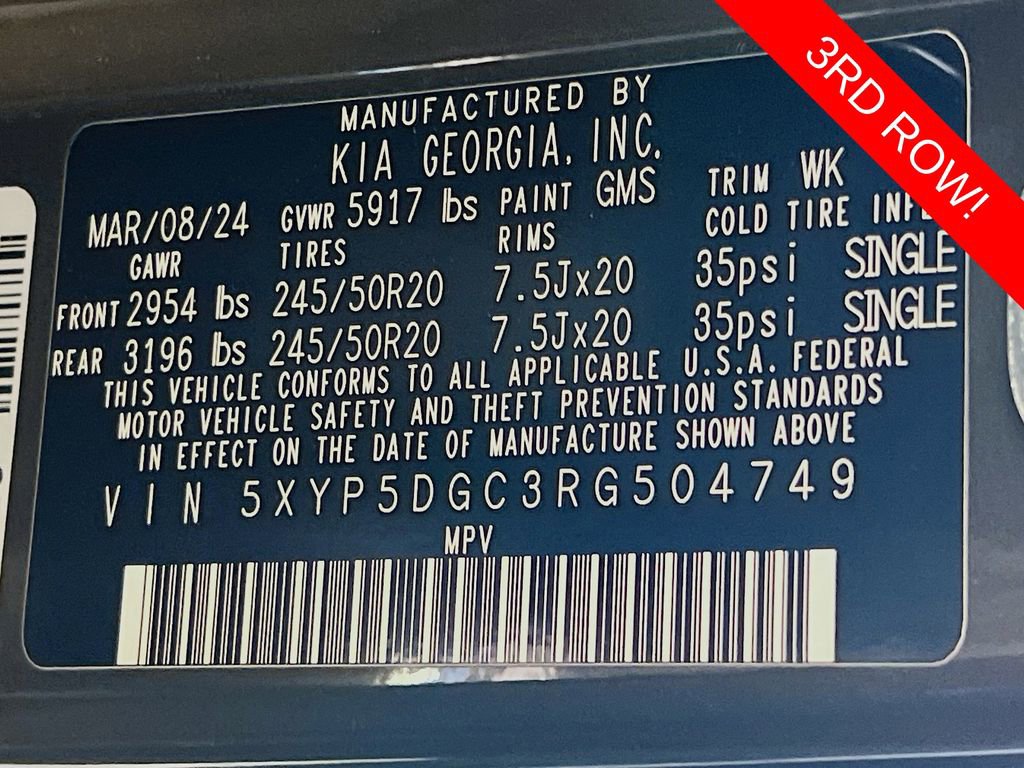 3RD ROW!
MANUFACTURED BY
KIA GEORGIA, INC.
MAR/08/24 GVWR 5917 lbs PAINT GMS TRIM WK
GAWR TIRES RIMS COLD TIRE
FRONT 2954 lbs 245/50R20 7.5Jx20 35psi SINGLE
REAR 3196 lbs 245/50R20 7.5Jx20 35psi SINGLE
THIS VEHICLE CONFORMS TO ALL APPLICABLE U.S.A. FEDERAL
MOTOR VEHICLE SAFETY AND THEFT PREVENTION STANDARDS
IN EFFECT ON THE DATE OF MANUFACTURE SHOWN ABOVE
VIN 5XYP5DGC3RG504749
MPV